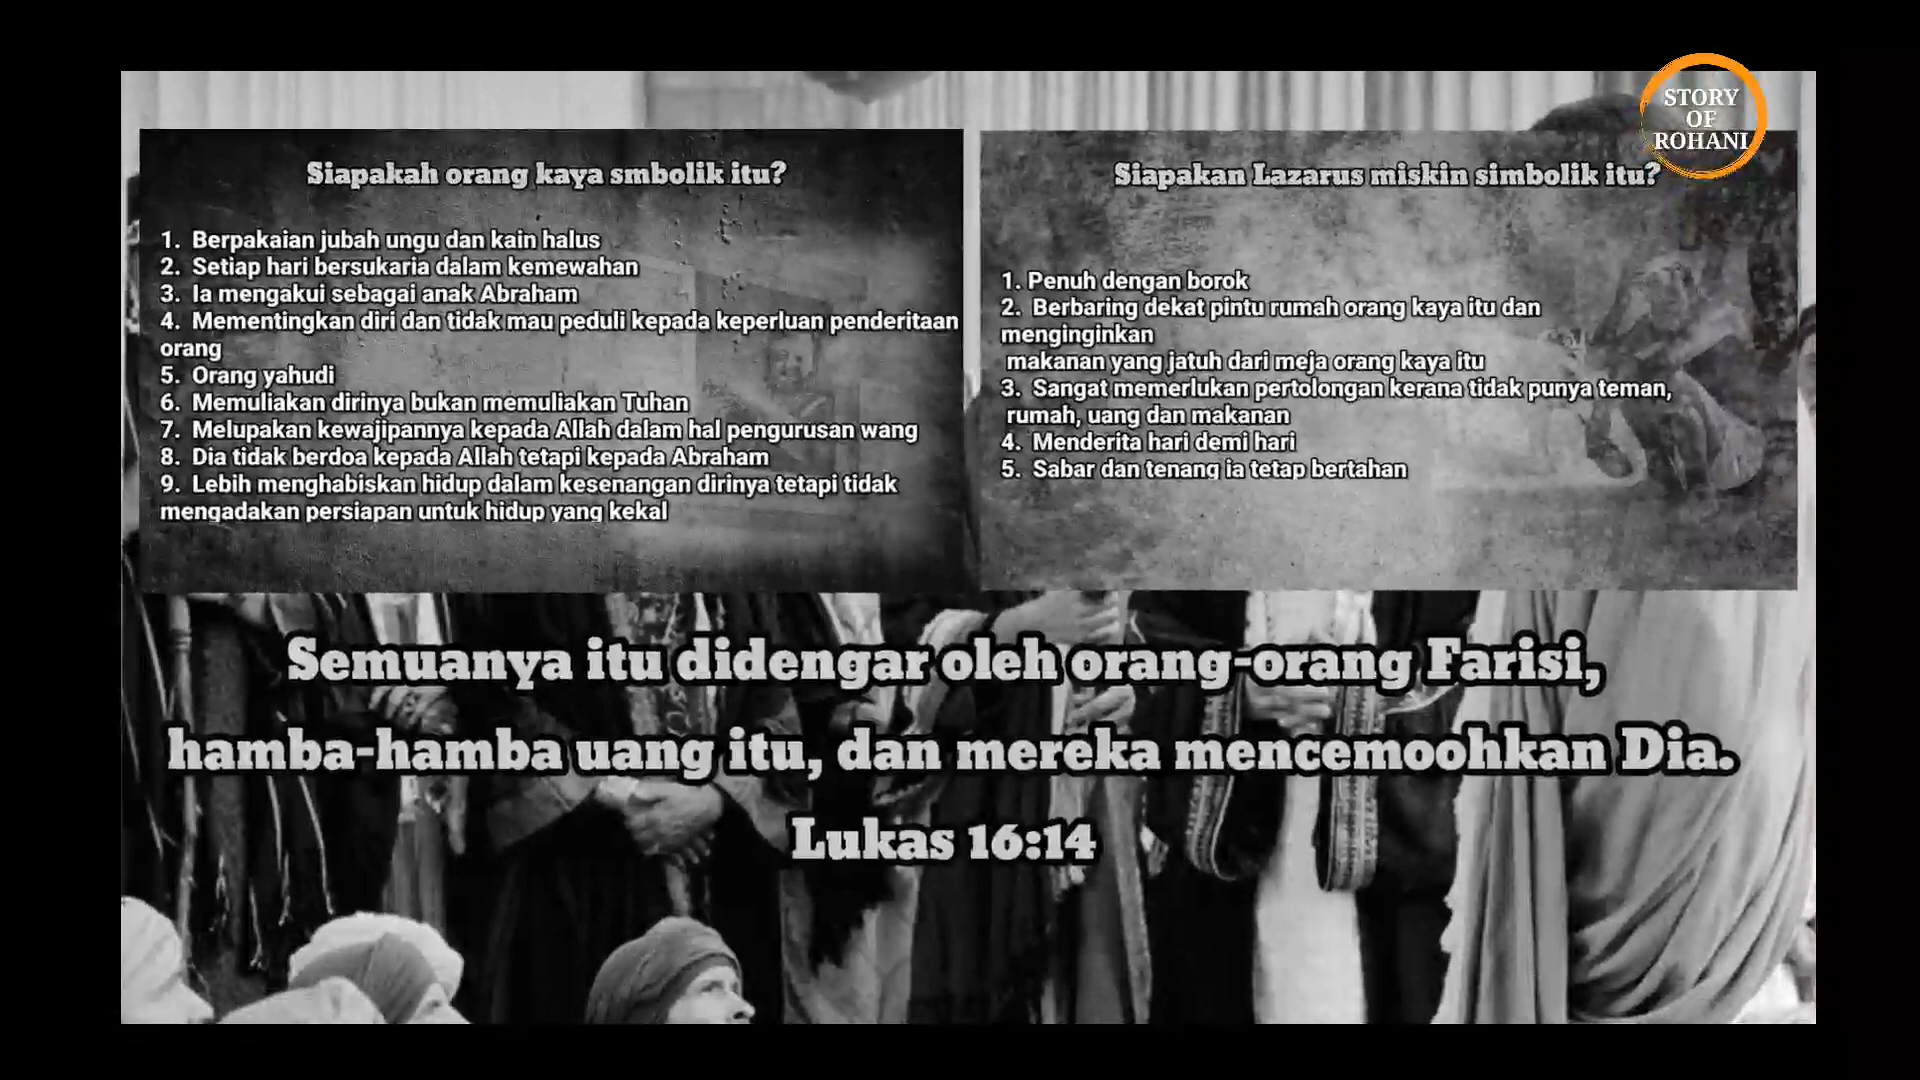 STORY
OF
ROHANI
Siapakah orang kaya smbolik itu?
1. Berpakaian jubah ungu dan kain halus
2. Setiap hari bersukaria dalam kemewahan
3. Ia mengakui sebagai anak Abraham
4. Mementingkan diri dan tidak mau peduli kepada keperluan penderitaan
orang
5. Orang yahudi
6. Memuliakan dirinya bukan memuliakan Tuhan
7. Melupakan kewajipannya kepada Allah dalam hal pengurusan wang
8. Dia tidak berdoa kepada Allah tetapi kepada Abraham
9. Lebih menghabiskan hidup dalam kesenangan dirinya tetapi tidak
mengadakan persiapan untuk hidup yang kekal
Siapakan Lazarus miskin simbolik itu?
1. Penuh dengan borok
2. Berbaring dekat pintu rumah orang kaya itu dan
menginginkan
makanan yang jatuh dari meja orang kaya itu
3. Sangat memerlukan pertolongan kerana tidak punya teman,
rumah, uang dan makanan
4. Menderita hari demi hari
5. Sabar dan tenang ia tetap bertahan
Semuanya itu didengar oleh orang-orang Farisi,
hamba-hamba uang itu, dan mereka mencemoohkan Dia.
Lukas 16:14